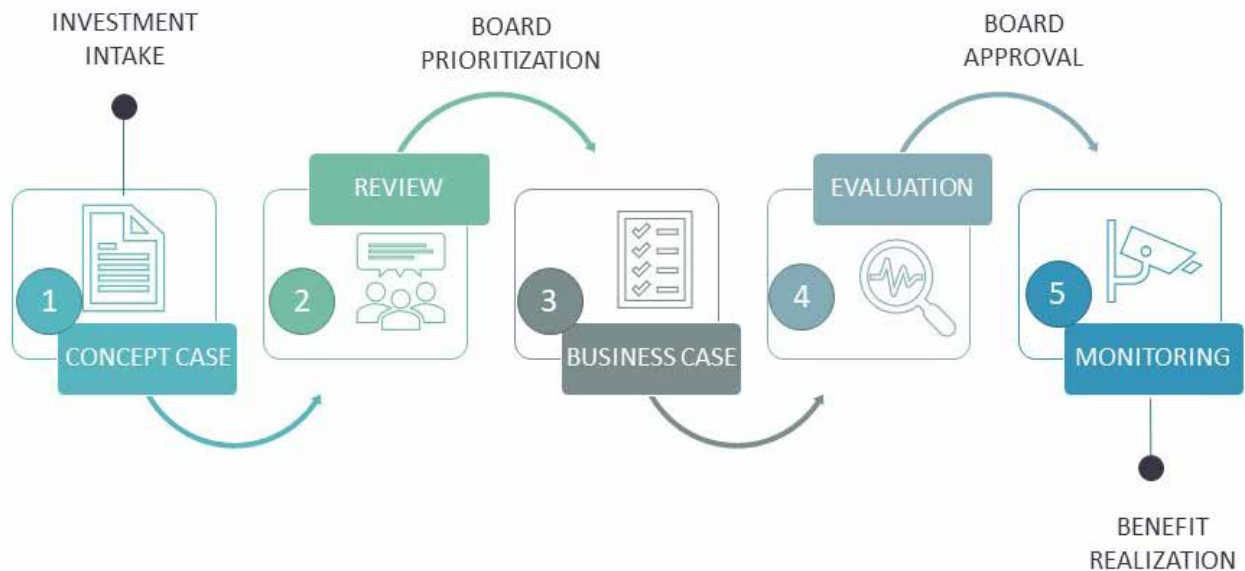 INVESTMENT
INTAKE
BOARD
PRIORITIZATION
BOARD
APPROVAL
1
CONCEPT CASE
REVIEW
2
3
BUSINESS CASE
EVALUATION
4
5
MONITORING
BENEFIT
REALIZATION